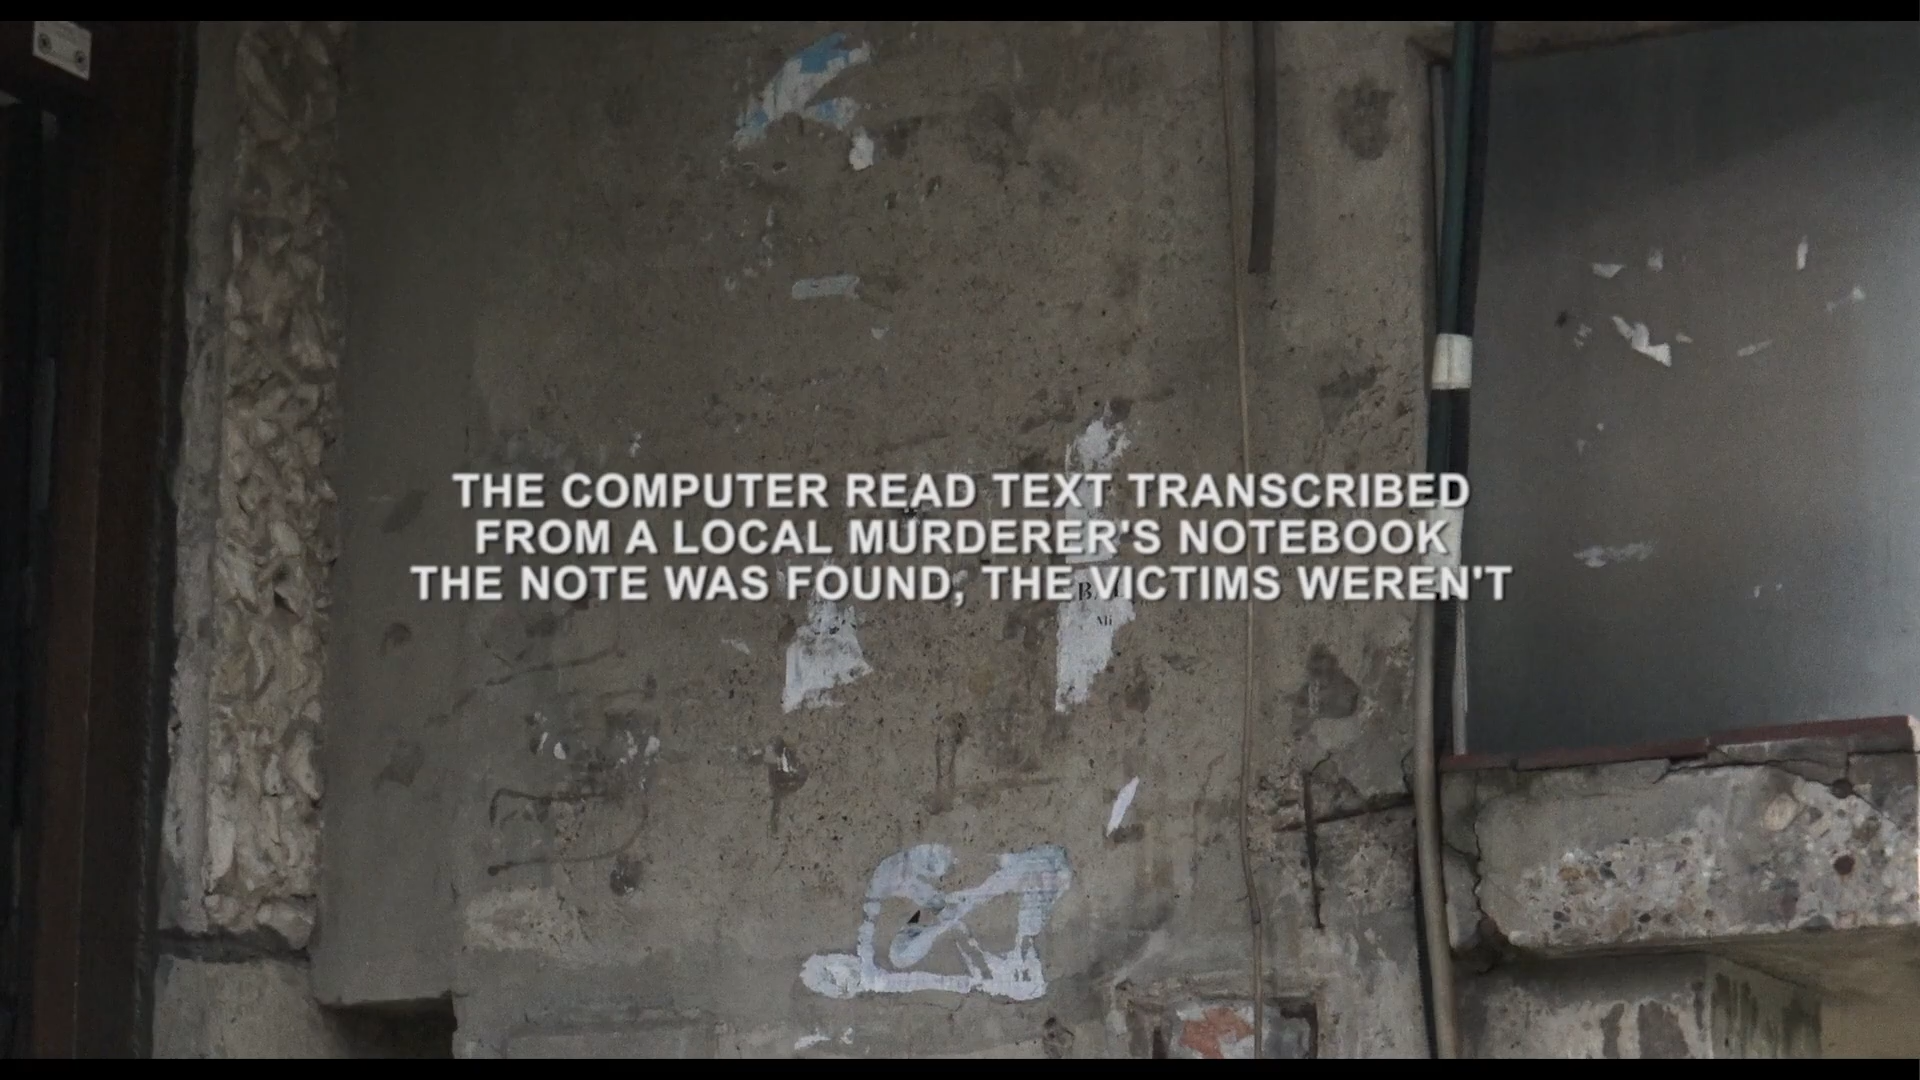 THE COMPUTER READ TEXT TRANSCRIBED
FROM A LOCAL MURDERER'S NOTEBOOK
THE NOTE WAS FOUND, THE VICTIMS WEREN'T